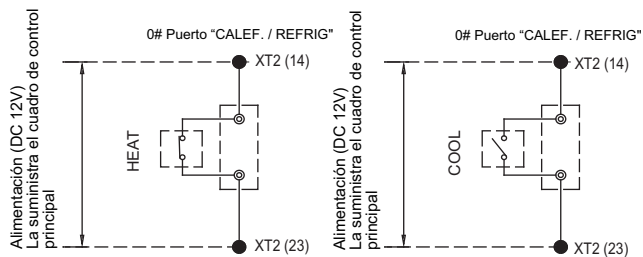 0# Puerto “CALEF. / REFRIG"
XT2 (14)
Alimentación (DC 12V)
La suministra el cuadro de control
principal
HEAT
XT2 (23)
0# Puerto “CALEF. / REFRIG"
XT2 (14)
Alimentación (DC 12V)
La suministra el cuadro de control
principal
COOL
XT2 (23)